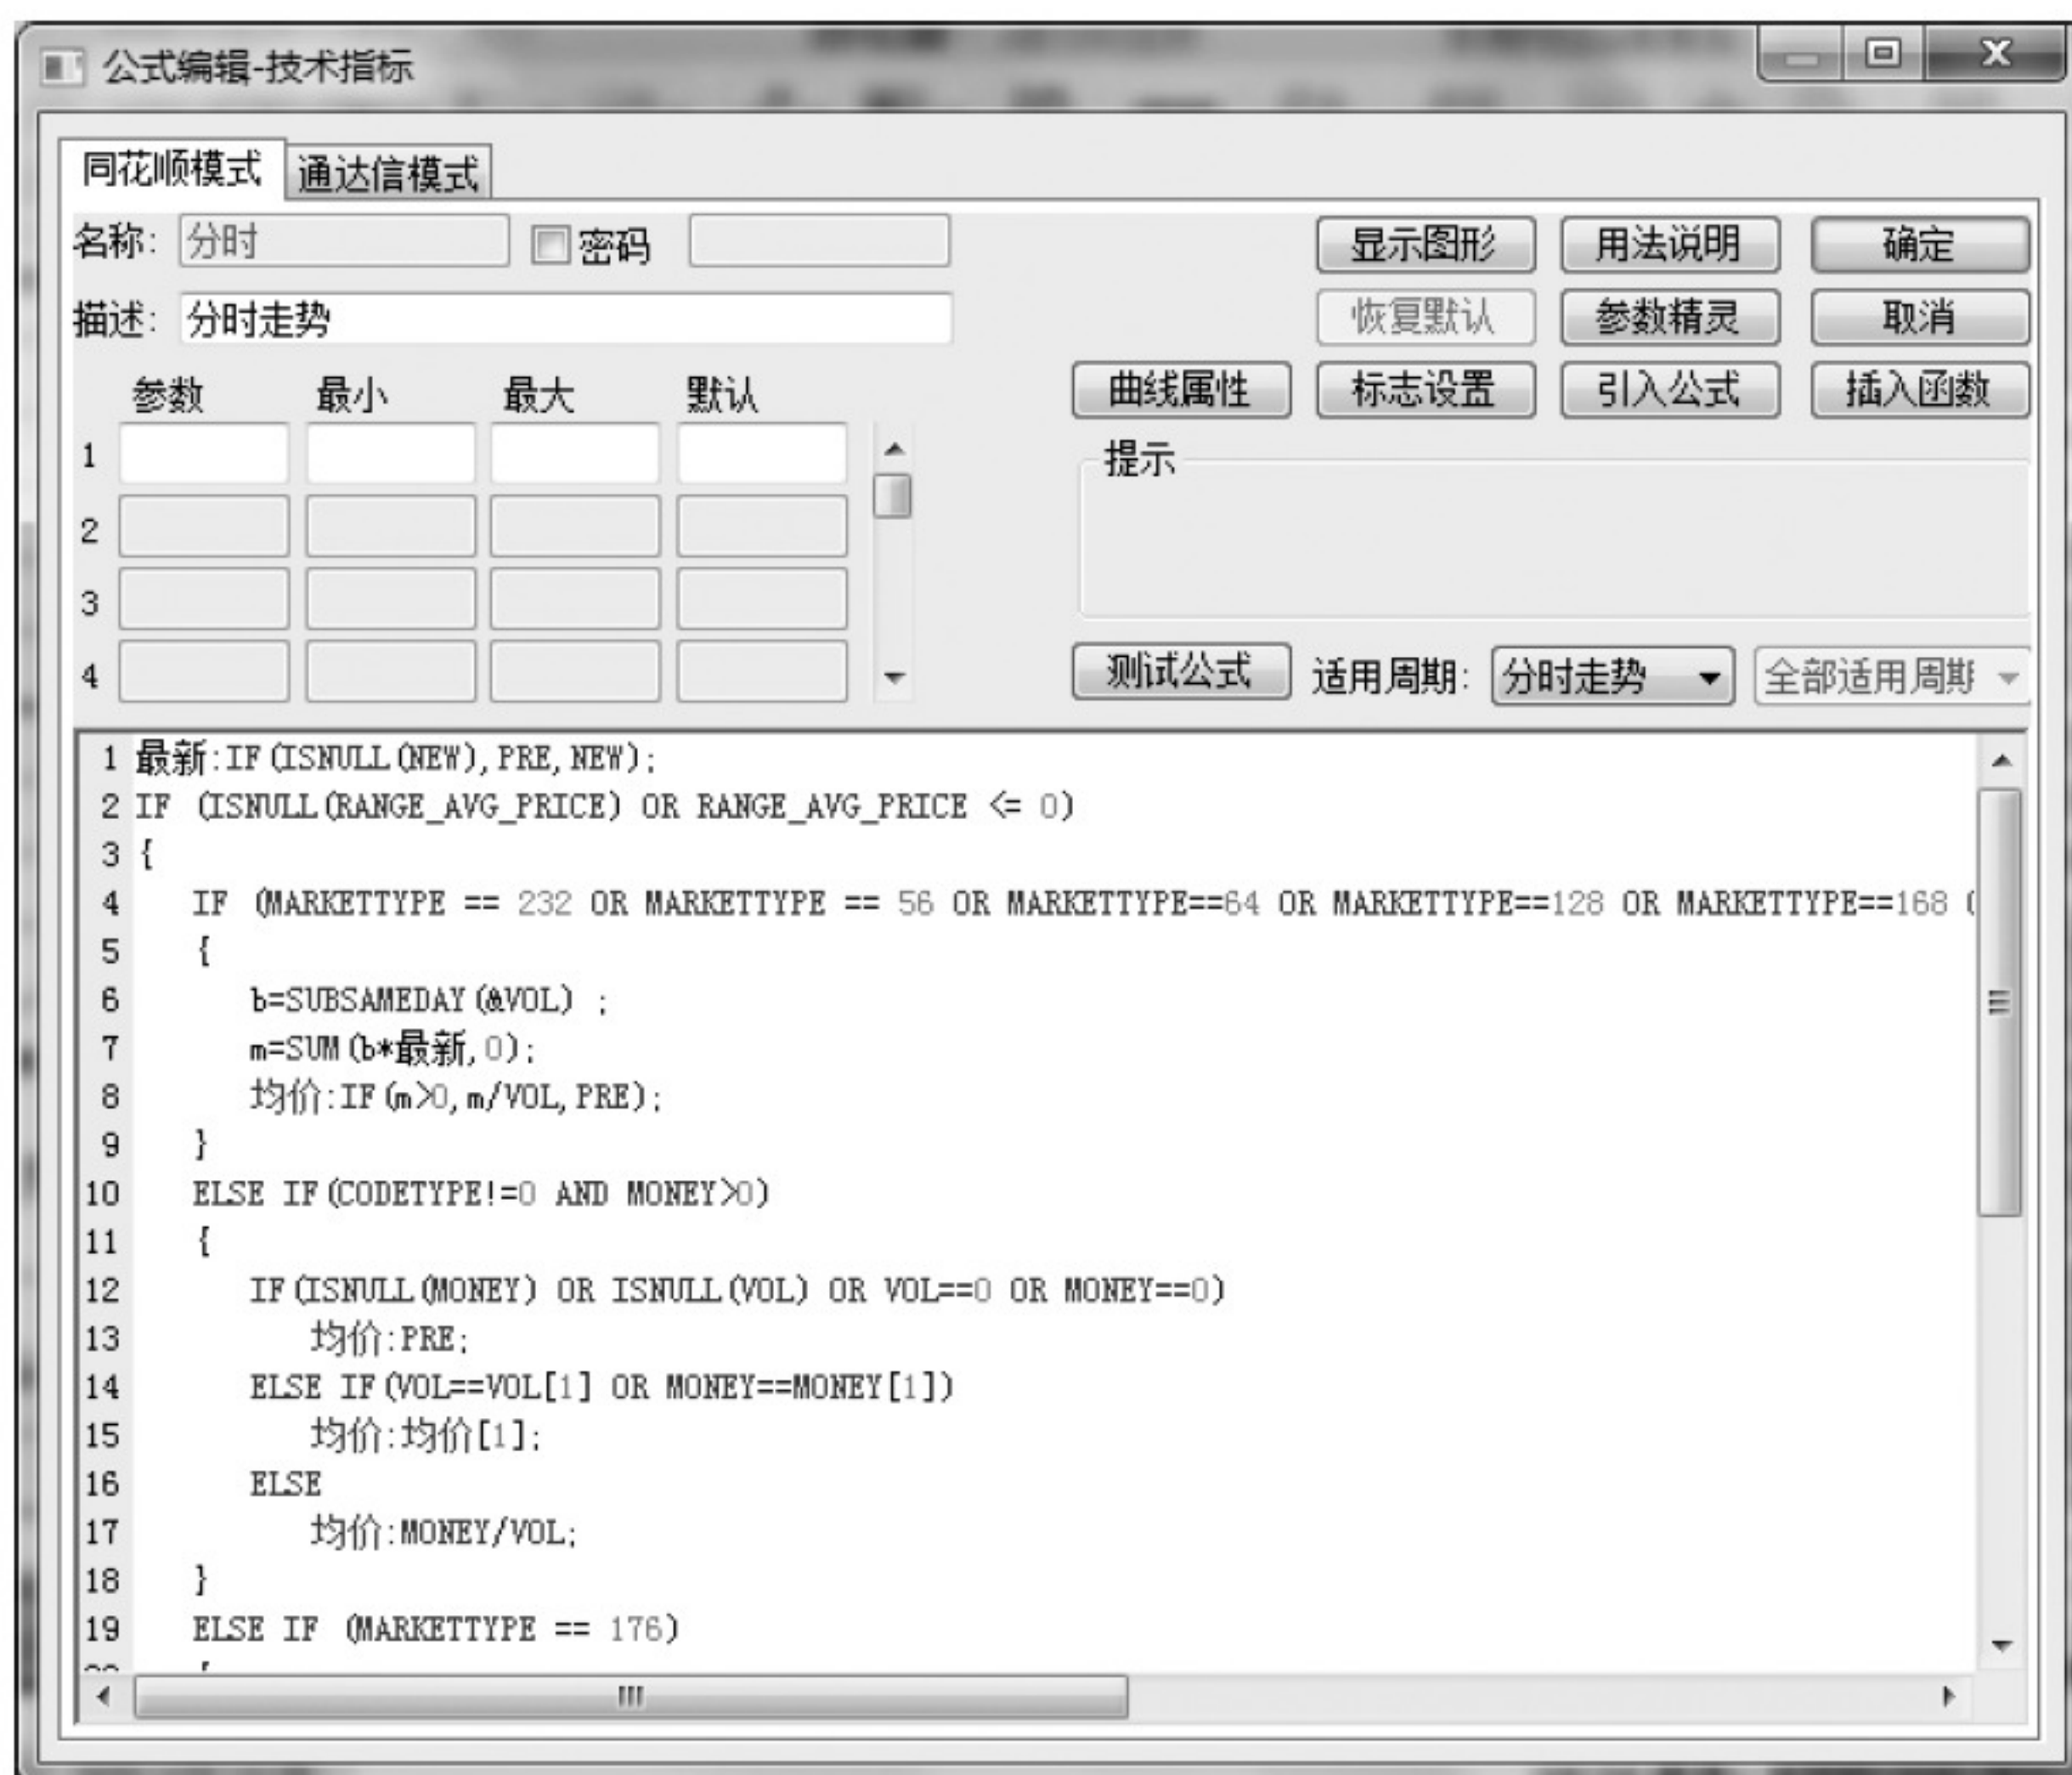 公式编辑-技术指标
同花顺模式 通达信模式
名称: 分时 密码 显示图形 用法说明 确定
描述: 分时走势 恢复默认 参数精灵 取消
参数 最小 最大 默认 曲线属性 标志设置 引入公式 插入函数
1 提示
2
3
4 测试公式 适用周期: 分时走势 全部适用周期
1 最新:IF(ISNULL(NEW),PRE,NEW);
2 IF (ISNULL(RANGE_AVG_PRICE) OR RANGE_AVG_PRICE <= 0)
3 {
4 IF (MARKETTYPE == 232 OR MARKETTYPE == 56 OR MARKETTYPE==64 OR MARKETTYPE==128 OR MARKETTYPE==168
5 {
6 b=SUBSAMEDAY(&VOL) ;
7 m=SUM(b*最新,0);
8 均价:IF(m>0,m/VOL,PRE);
9 }
10 ELSE IF(CODETYPE!=0 AND MONEY>0)
11 {
12 IF(ISNULL(MONEY) OR ISNULL(VOL) OR VOL==0 OR MONEY==0)
13 均价:PRE;
14 ELSE IF(VOL==VOL[1] OR MONEY==MONEY[1])
15 均价:均价[1];
16 ELSE
17 均价:MONEY/VOL;
18 }
19 ELSE IF (MARKETTYPE == 176)